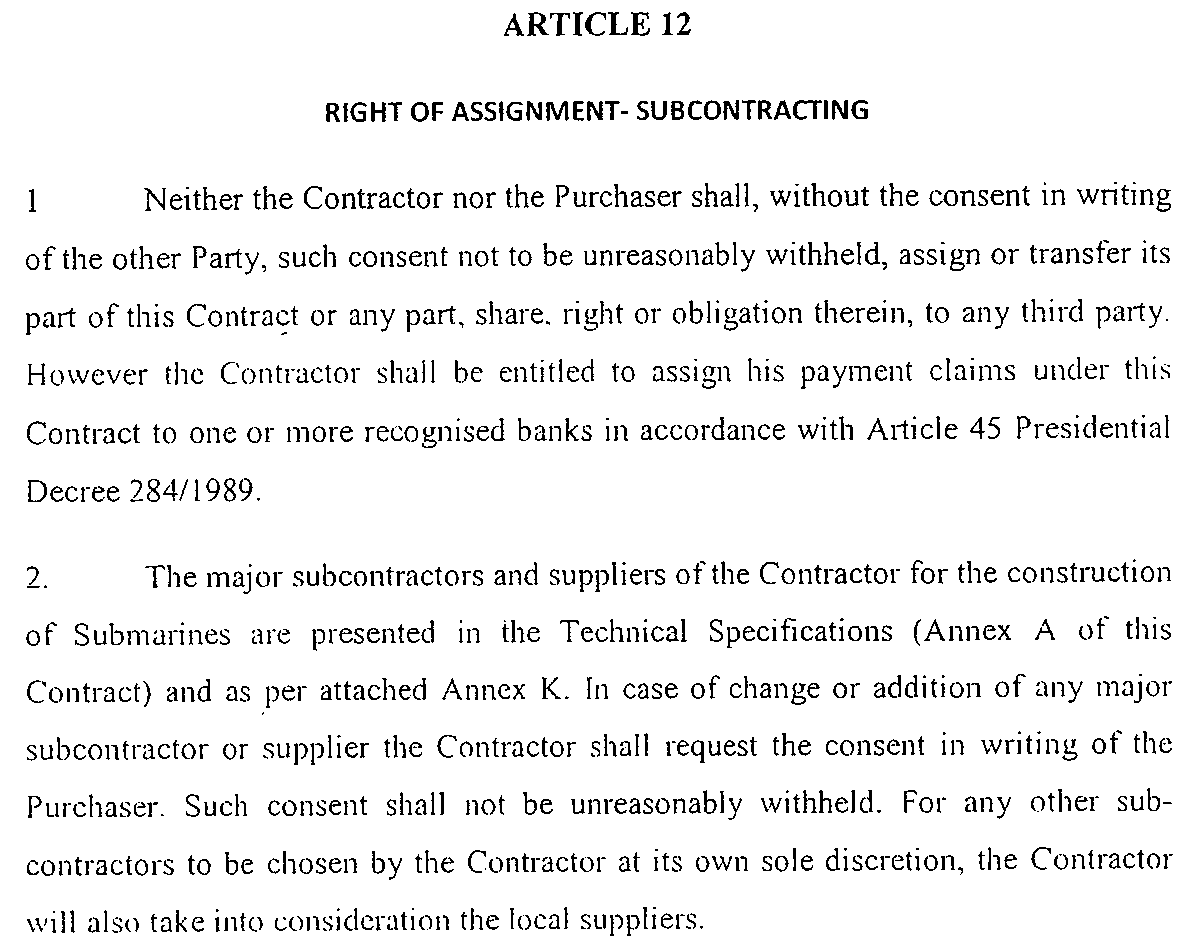 ARTICLE 12
RIGHT OF ASSIGNMENT- SUBCONTRACTING
1 Neither the Contractor nor the Purchaser shall, without the consent in writing
of the other Party, such consent not to be unreasonably withheld, assign or transfer its
part of this Contract or any part, share, right or obligation therein, to any third party.
However the Contractor shall be entitled to assign his payment claims under this
Contract to one or more recognised banks in accordance with Article 45 Presidential
Decree 284/1989.
2. The major subcontractors and suppliers of the Contractor for the construction
of Submarines are presented in the Technical Specifications (Annex A of this
Contract) and as per attached Annex K. In case of change or addition of any major
subcontractor or supplier the Contractor shall request the consent in writing of the
Purchaser. Such consent shall not be unreasonably withheld. For any other sub-
contractors to be chosen by the Contractor at its own sole discretion, the Contractor
will also take into consideration the local suppliers.